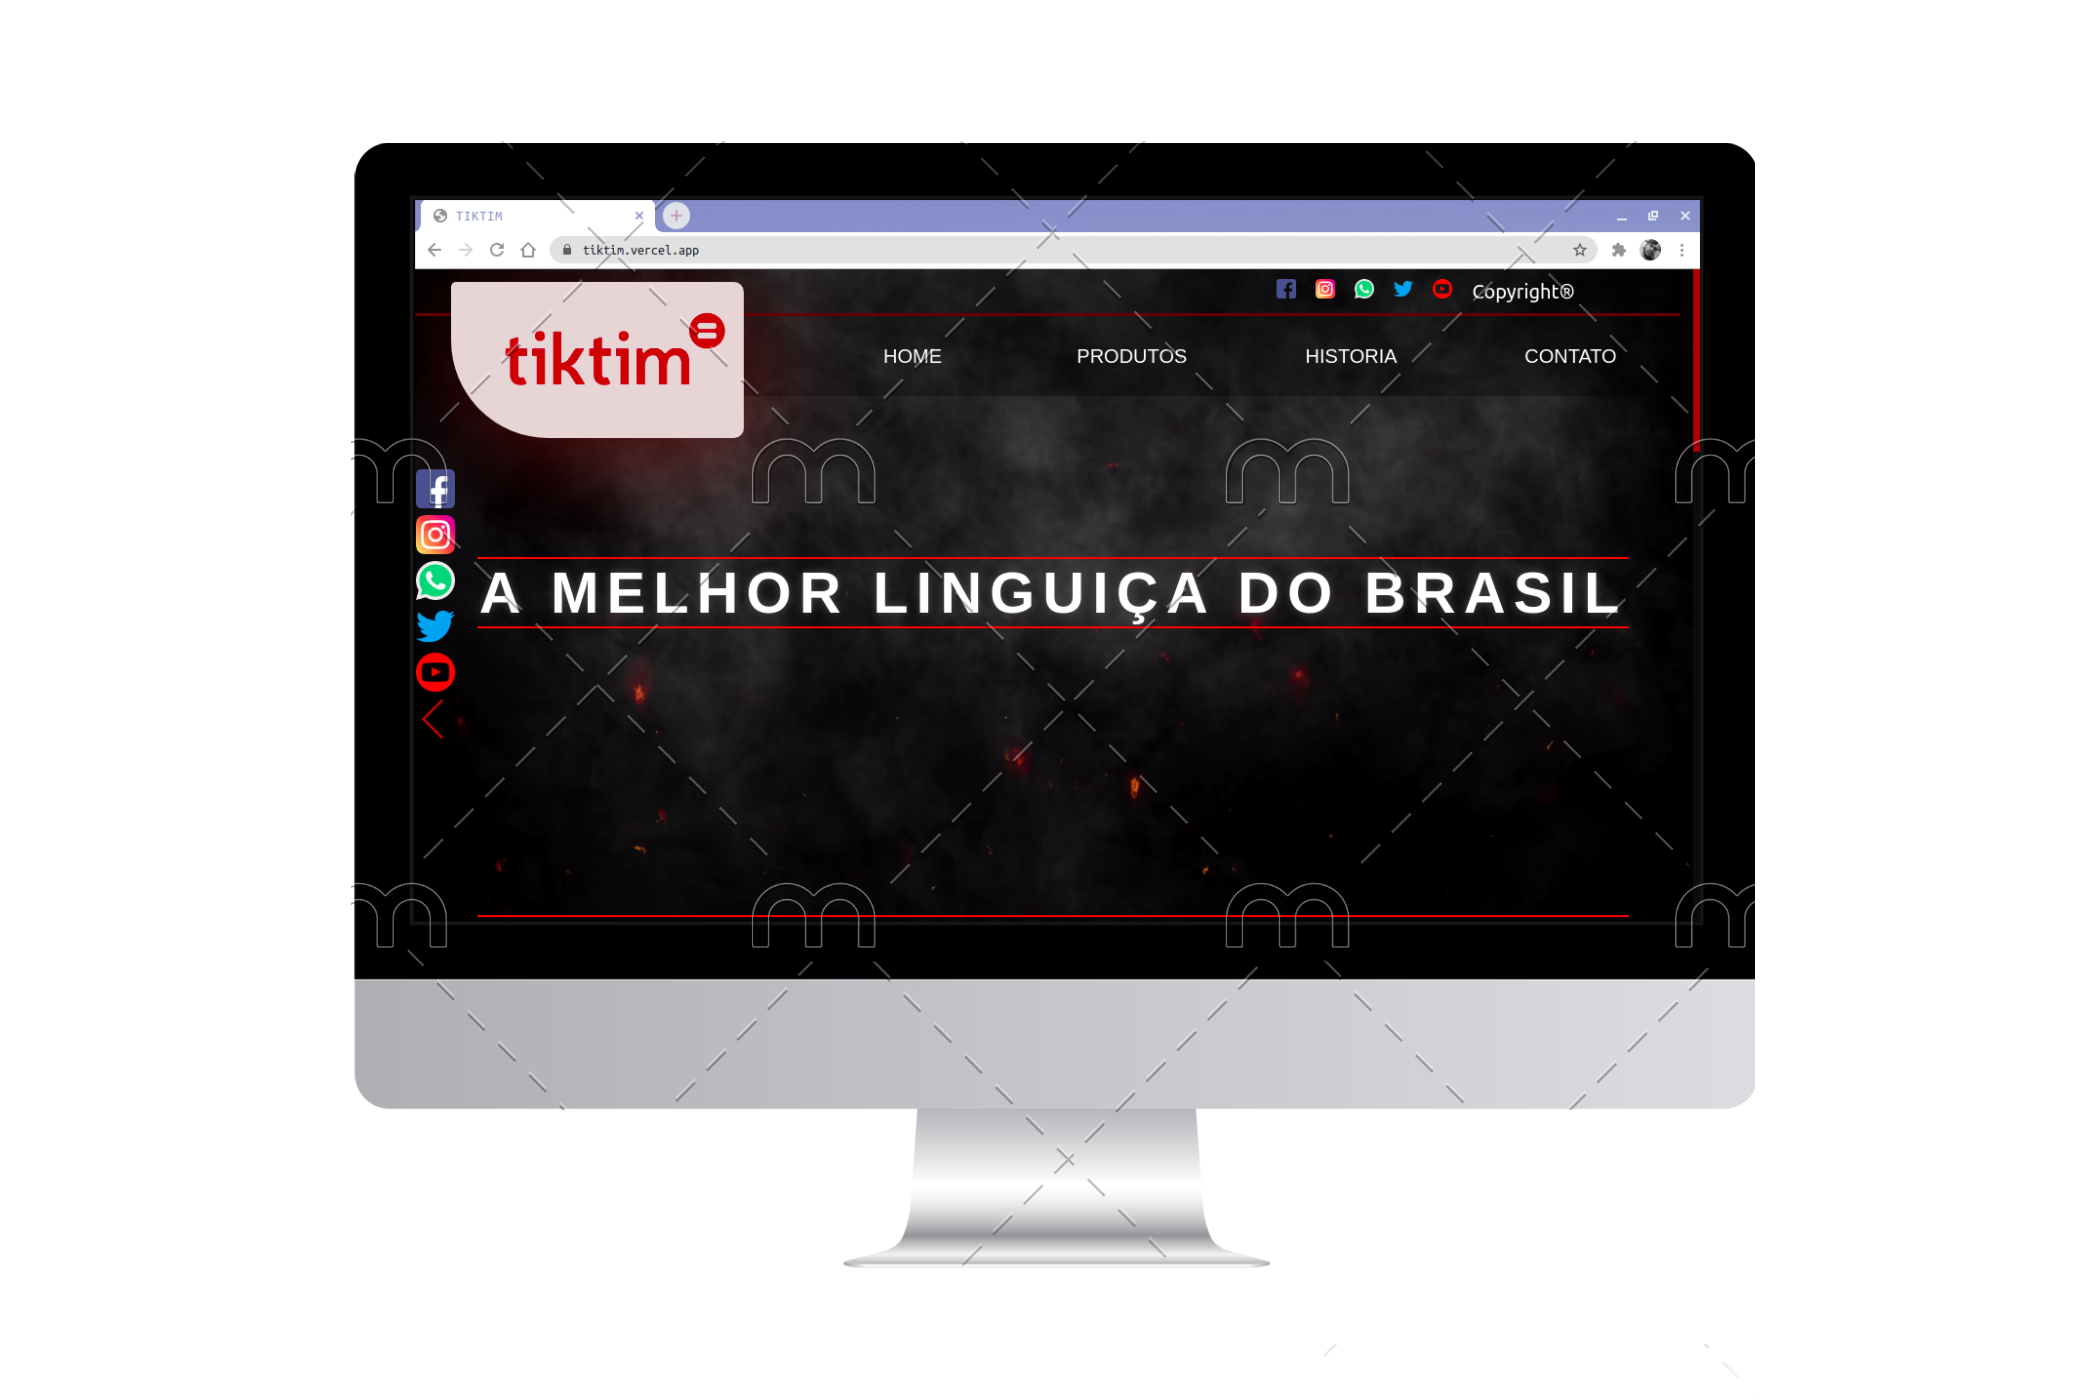 TIKTIM
tiktim.vercel.app
Copyright®
tiktim
HOME PRODUTOS HISTORIA CONTATO
A MELHOR LINGUIÇA DO BRASIL